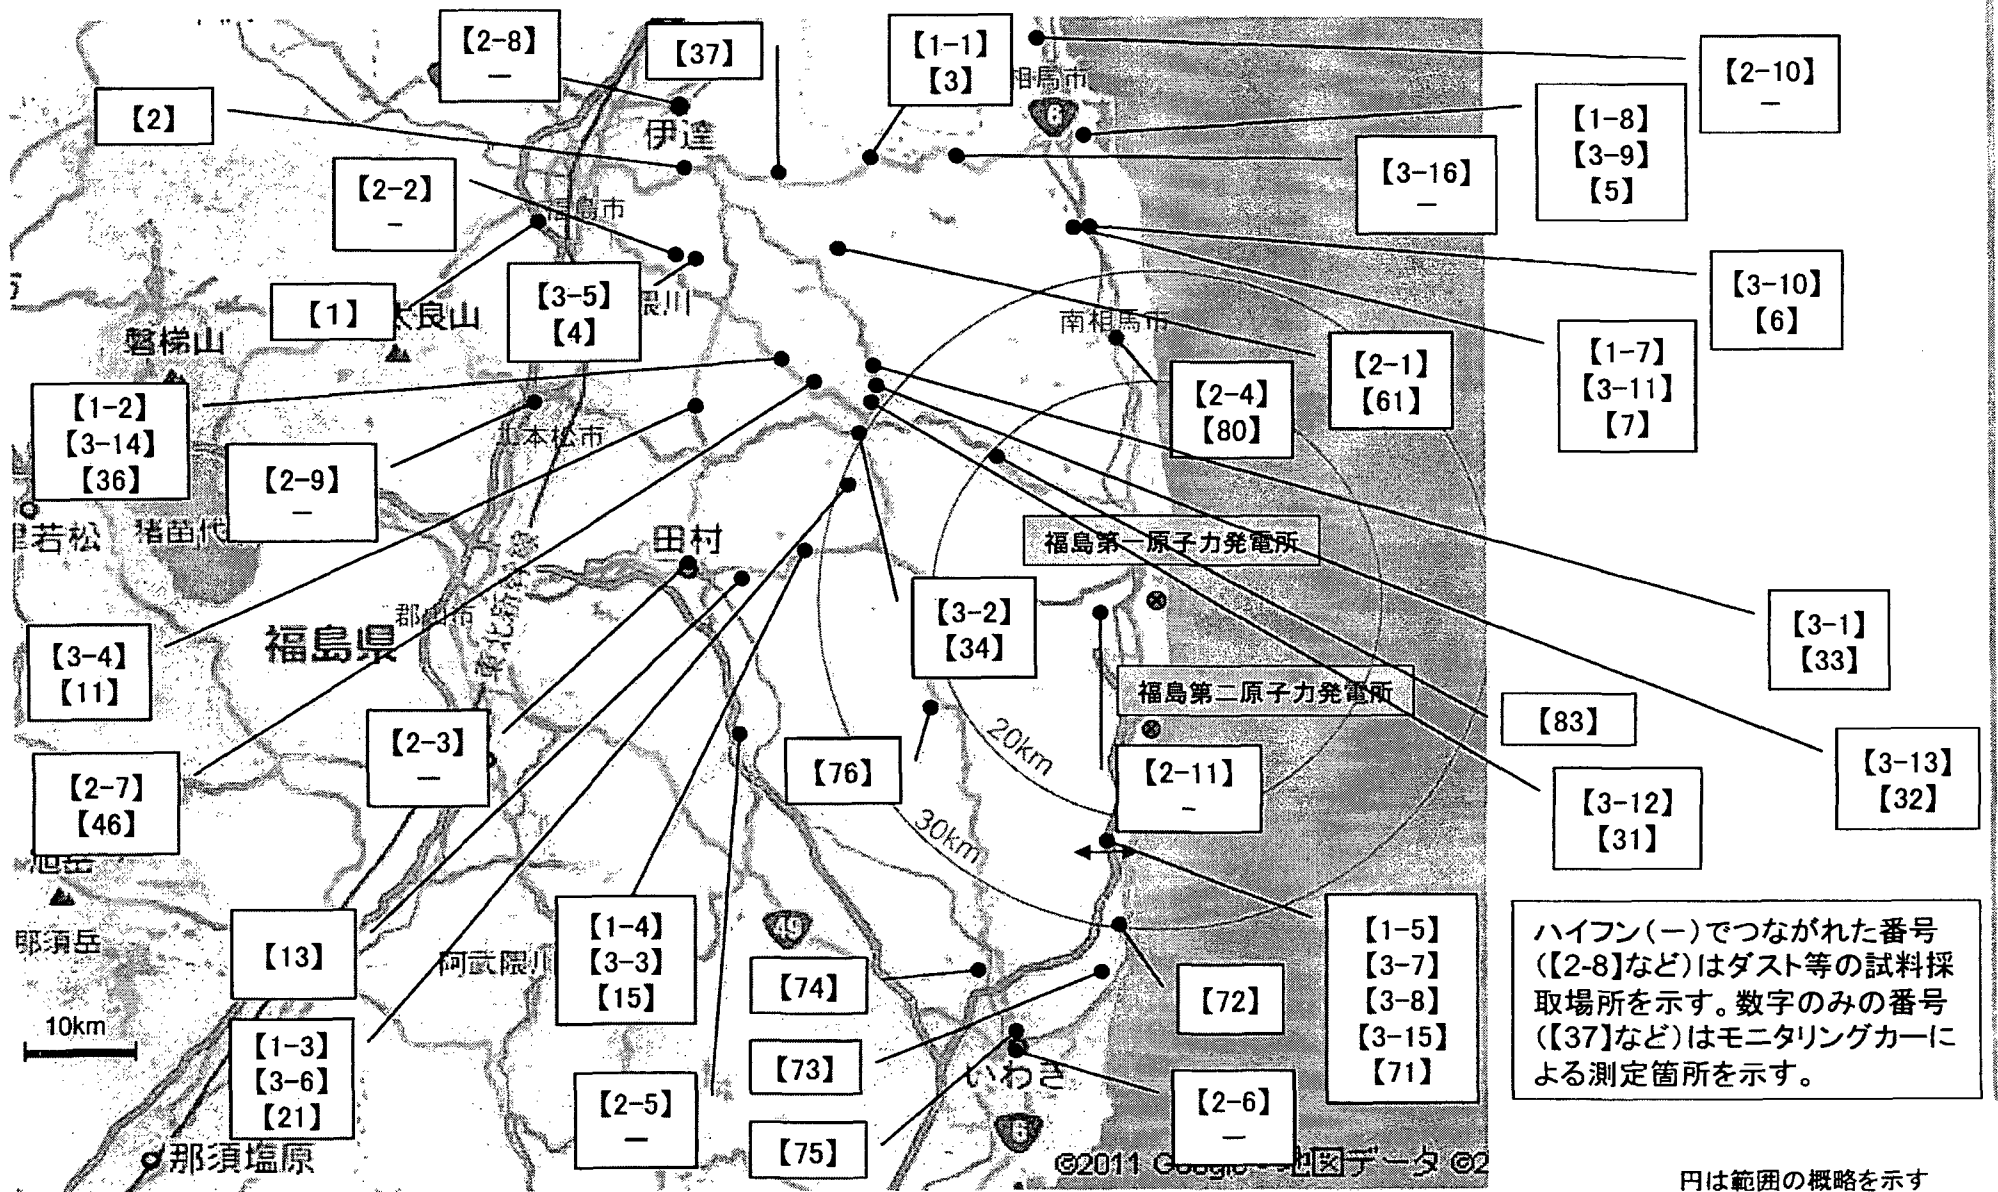 【2-8】
－
【37】
【1-1】
【3】
相馬市
6
【2-10】
－
【2】
伊達
【1-8】
【3-9】
【5】
【3-16】
－
【2-2】
－
福島市
【3-10】
【6】
【1】
太良山
【3-5】
【4】
隈川
南相馬市
【1-7】
【3-11】
【7】
【2-1】
【61】
磐梯山
【1-2】
【3-14】
【36】
【2-4】
【80】
二本松市
【2-9】
－
若松
猪苗代
田村
福島第一原子力発電所
郡山市
福島県
東北新幹線
【3-2】
【34】
【3-1】
【33】
【3-4】
【11】
福島第二原子力発電所
【83】
【2-3】
－
20km
【76】
【2-11】
－
【3-13】
【32】
【2-7】
【46】
【3-12】
【31】
30km
那須岳
【13】
阿武隈川
【1-4】
【3-3】
【15】
49
【74】
【72】
【1-5】
【3-7】
【3-8】
【3-15】
【71】
ハイフン(－)でつながれた番号
(【2-8】など)はダスト等の試料採
取場所を示す。数字のみの番号
(【37】など)はモニタリングカーに
よる測定箇所を示す。
10km
【1-3】
【3-6】
【21】
【73】
いわき
【2-5】
－
【2-6】
－
【75】
6
那須塩原
©2011 Google - 地図データ ©2
円は範囲の概略を示す